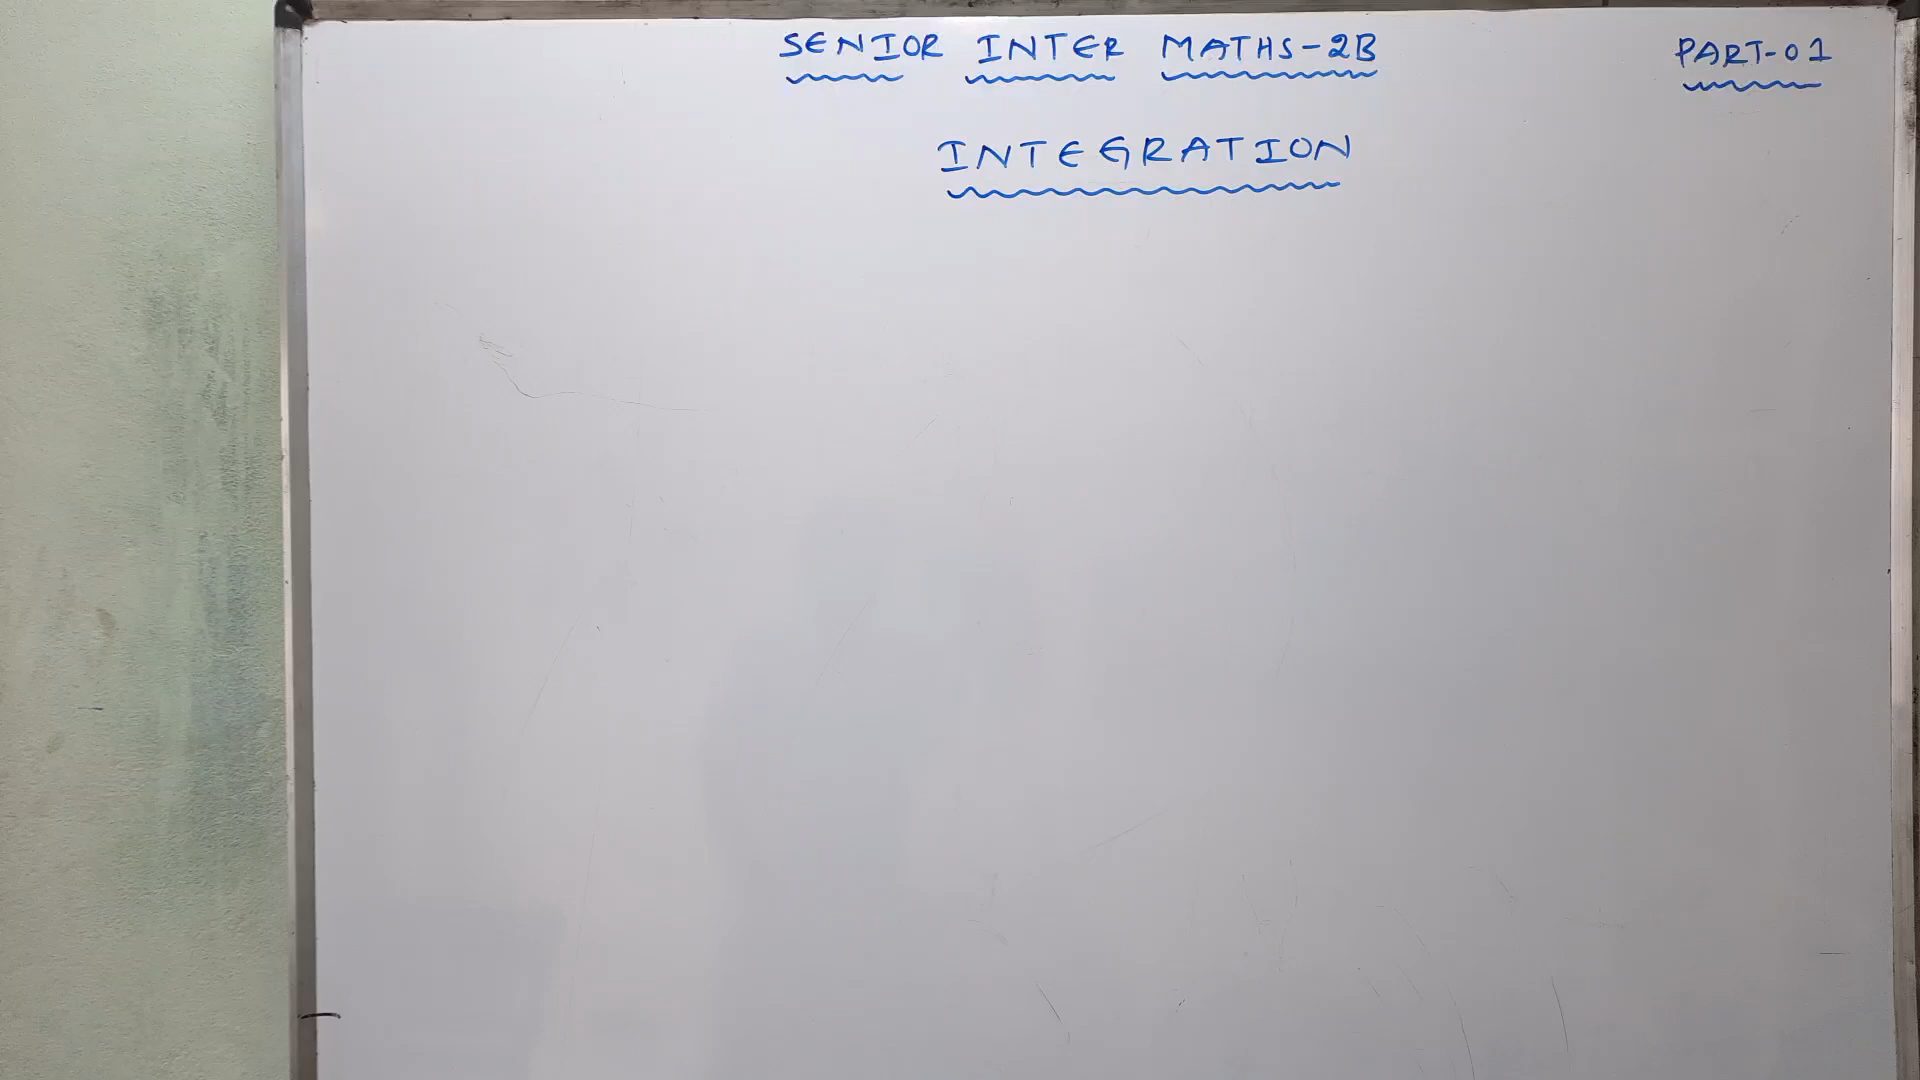 SENIOR INTER MATHS-2B
PART-01
INTEGRATION